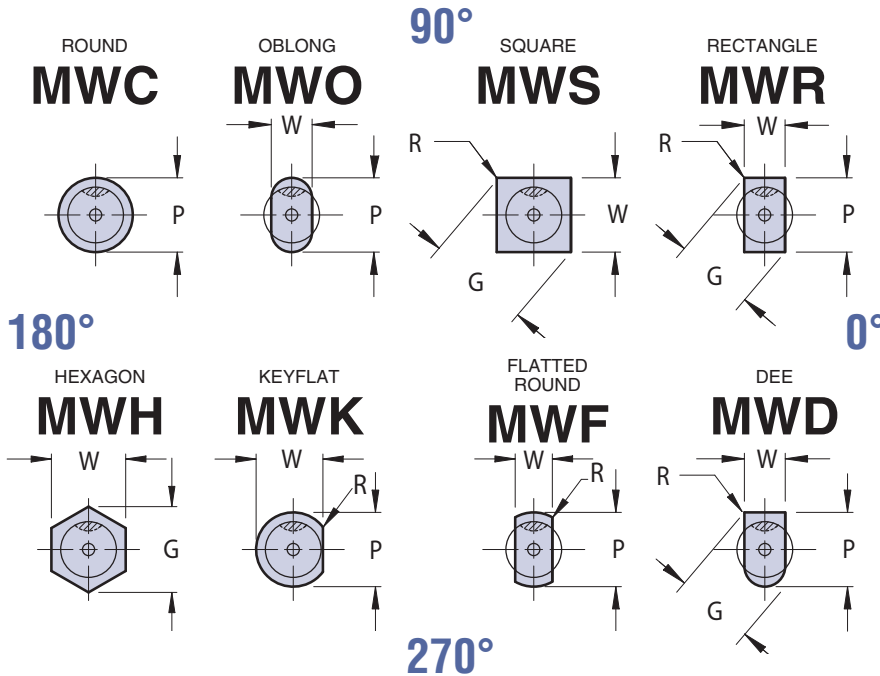 90°
ROUND
OBLONG
SQUARE
RECTANGLE
MWC
MWO
MWS
MWR
W
W
R
R
P
P
W
P
G
G
180°
0°
HEXAGON
KEYFLAT
FLATTED
ROUND
DEE
MWH
MWK
MWF
MWD
W
W
W
W
R
R
R
G
P
P
P
G
270°